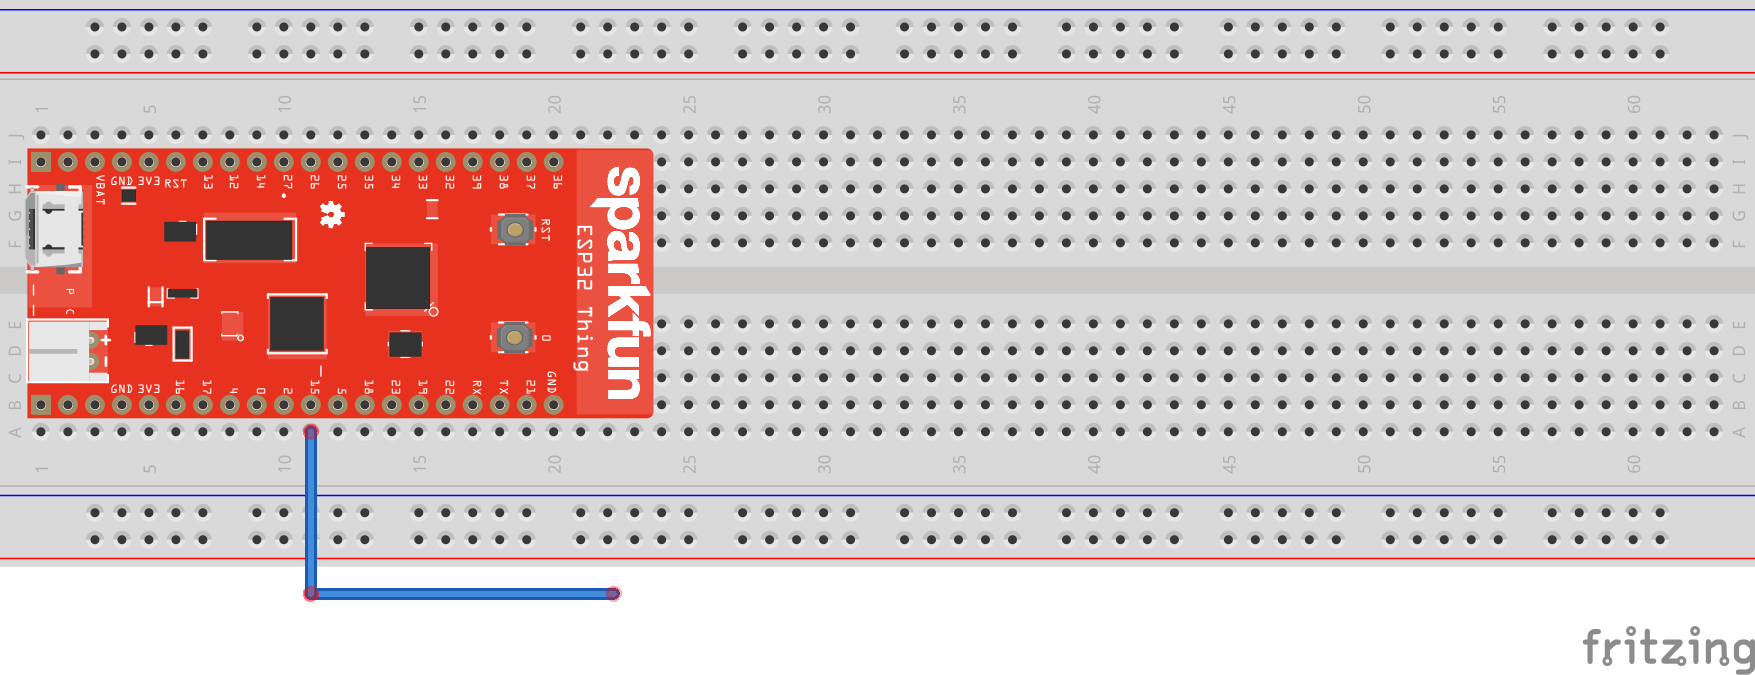 1 5 10 15 20 25 30 35 40 45 50 55 60
J J
I I
H H
G G
F F
VBAT GND 3V3 RST 13 12 14 27 26 25 35 34 33 32 39 38 37 36
RST
sparkfun
ESP32 Thing
P
C
+
-
0
E E
D D
C C
B B
A A
GND 3V3 16 17 4 0 2 15 5 18 23 19 22 RX TX 21 GND
1 5 10 15 20 25 30 35 40 45 50 55 60
fritzing